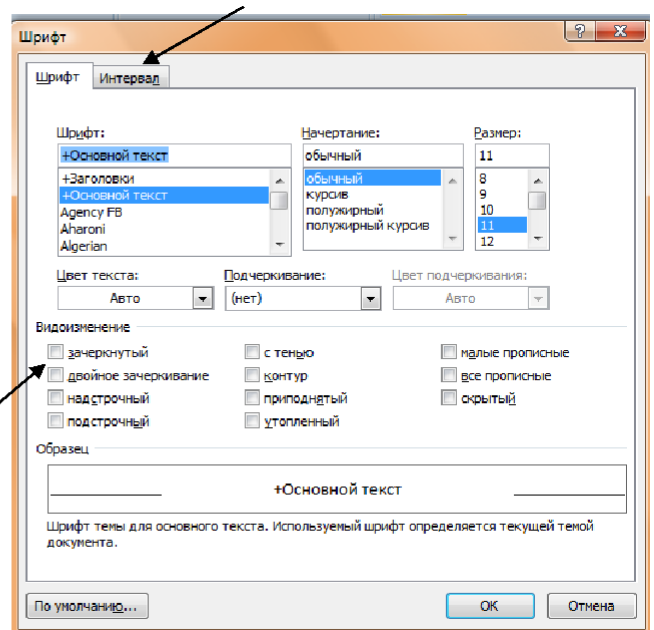 Шрифт
? X
Шрифт Интервал
Шрифт: Начертание: Размер:
+Основной текст обычный 11
+Заголовки обычный 8
+Основной текст курсив 9
Agency FB полужирный 10
Aharoni полужирный курсив 11
Algerian 12
Цвет текста: Подчеркивание: Цвет подчеркивания:
Авто (нет) Авто
Видоизменение
зачеркнутый с тенью малые прописные
двойное зачеркивание контур все прописные
надстрочный приподнятый скрытый
подстрочный утопленный
Образец
+Основной текст
Шрифт темы для основного текста. Используемый шрифт определяется текущей темой
документа.
По умолчанию... ОК Отмена